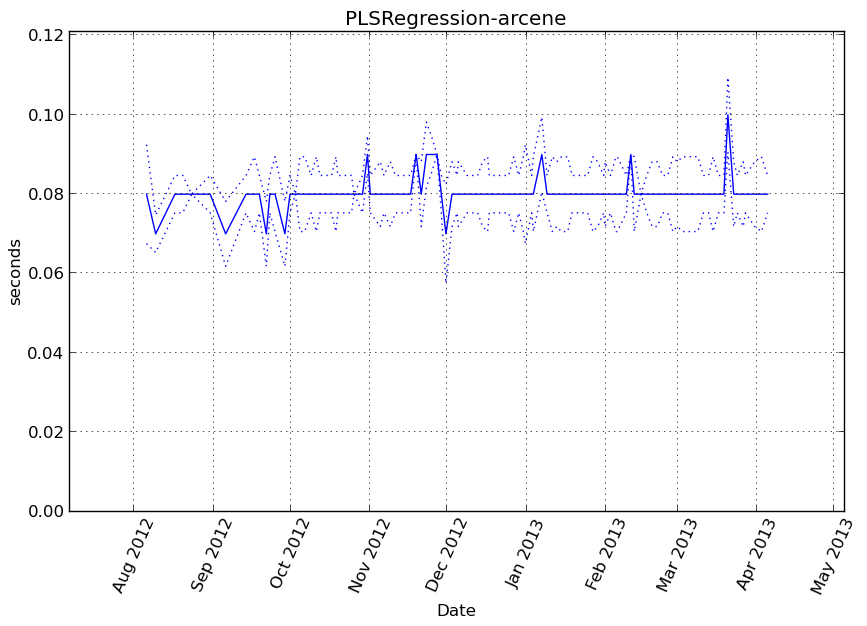 PLSRegression-arcene
0.12
0.10
0.08
0.06
0.04
0.02
0.00
seconds
Aug 2012
Sep 2012
Oct 2012
Nov 2012
Dec 2012
Jan 2013
Feb 2013
Mar 2013
Apr 2013
May 2013
Date